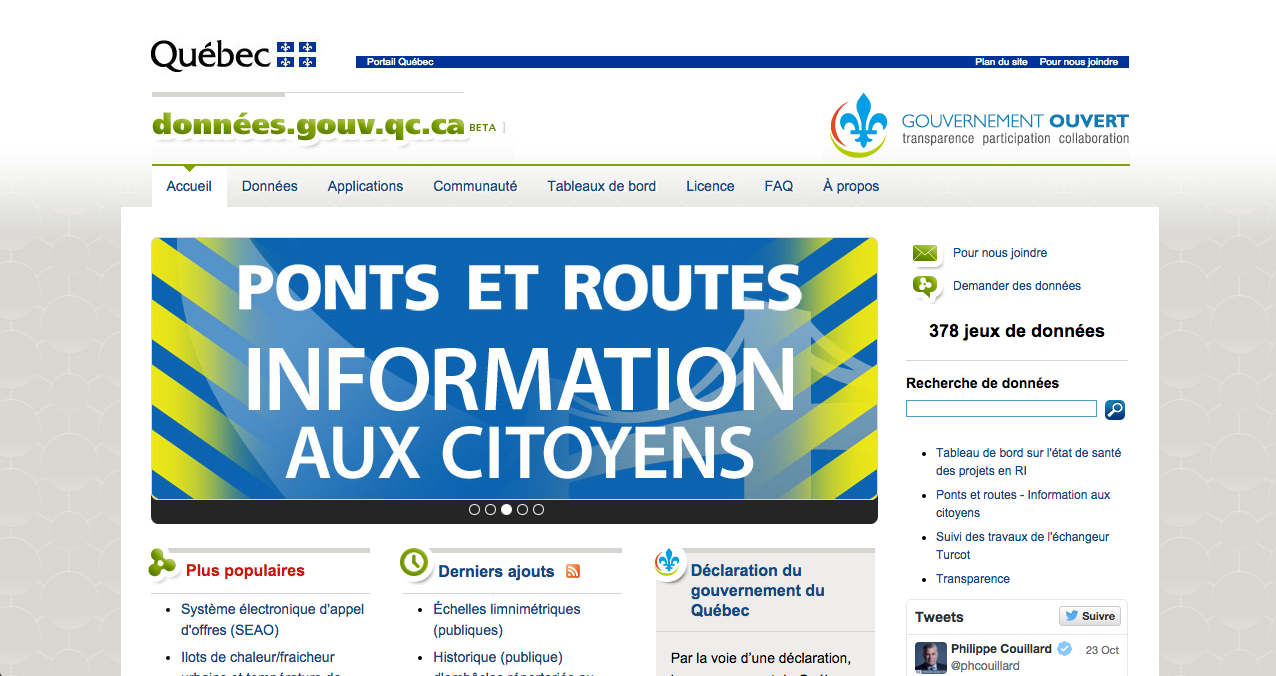 Québec
Portail Québec
Plan du site
Pour nous joindre
données.gouv.qc.ca BETA
GOUVERNEMENT OUVERT
transparence participation collaboration
Accueil
Données
Applications
Communauté
Tableaux de bord
Licence
FAQ
À propos
PONTS ET ROUTES
INFORMATION
AUX CITOYENS
Pour nous joindre
Demander des données
378 jeux de données
Recherche de données
Tableau de bord sur l'état de santé
des projets en RI
Ponts et routes - Information aux
citoyens
Suivi des travaux de l'échangeur
Turcot
Transparence
Tweets
Suivre
Philippe Couillard
23 Oct
@phcouillard
Plus populaires
Système électronique d'appel
d'offres (SEAO)
Ilots de chaleur/fraicheur
Derniers ajouts
Échelles limnimétriques
(publiques)
Historique (publique)
Déclaration du
gouvernement du
Québec
Par la voie d'une déclaration,